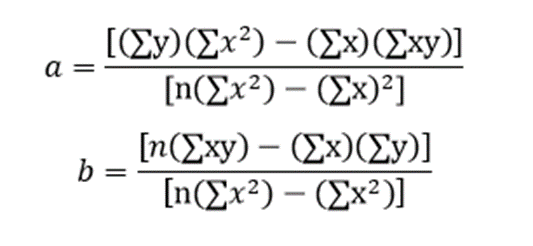 a = [(∑y)(∑x²) − (∑x)(∑xy)] / [n(∑x²) − (∑x)²]
b = [n(∑xy) − (∑x)(∑y)] / [n(∑x²) − (∑x²)]